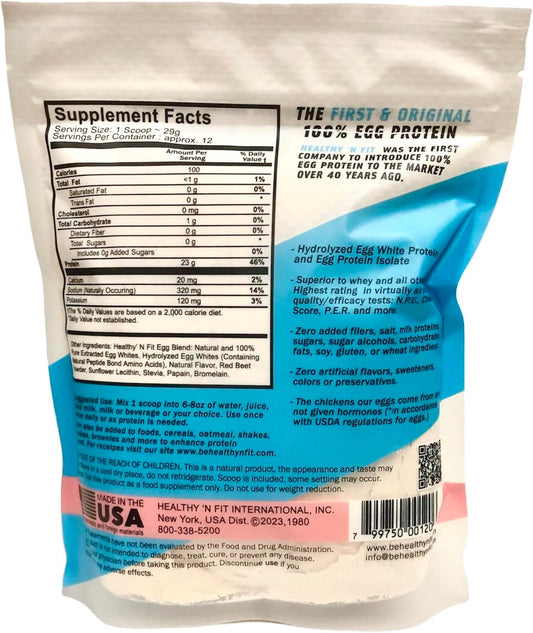 Supplement Facts
Serving Size: 1 Scoop ~ 29g
Servings Per Container : approx. 12
Amount Per Serving
% Daily Value †
Calories 100
Total Fat <1 g 1%
Saturated Fat 0 g 0%
Trans Fat 0 g *
Cholesterol 0 mg 0%
Total Carbohydrate 1 g 0%
Dietary Fiber 0 g 0%
Total Sugars 0 g *
Includes 0g Added Sugars 0%
Protein 23 g 46%
Calcium 20 mg 2%
Sodium (Naturally Occuring) 320 mg 14%
Potassium 120 mg 3%
†The % Daily Values are based on a 2,000 calorie diet.
*Daily Value not established.
Other Ingredients: Healthy' N Fit Egg Blend: Natural and 100%
Pure Extracted Egg Whites, Hydrolyzed Egg Whites (Containing
Natural Peptide Bond Amino Acids), Natural Flavor, Red Beet
Powder, Sunflower Lecithin, Stevia, Papain, Bromelain.
THE FIRST & ORIGINAL
100% EGG PROTEIN
HEALTHY 'N FIT WAS THE FIRST
COMPANY TO INTRODUCE 100%
EGG PROTEIN TO THE MARKET
OVER 40 YEARS AGO.
- Hydrolyzed Egg White Protein
and Egg Protein Isolate
- Superior to whey and all
Highest rating In virtually
quality/efficacy tests: N.P.U,
Score, P.E.R. and more.
- Zero added filers, salt, milk proteins,
sugars, sugar alcohols, carbohydrate
fats, soy, gluten, or wheat ingredients
- Zero artificial flavors, sweeteners,
colors or preservatives.
- The chickens our eggs come from are
not given hormones (*in accordance
with USDA regulations for eggs.)
Suggested Use: Mix 1 scoop into 6-8oz of water, juice,
milk, milk or beverage or your choice. Use once
daily or as protein is needed.
also be added to foods, cereals, oatmeal, shakes,
brownies and more to enhance protein
For receipes visit our site www.behealthynfit.com
OUT OF THE REACH OF CHILDREN. This is a natural product, the appearance and taste may
in a cool dry place, do not refridgerate. Scoop is included, some settling may occur.
this product as a food supplement only. Do not use for weight reduction.
MADE IN THE
USA
and foreign materials
HEALTHY 'N FIT INTERNATIONAL, INC.
New York, USA Dist. ©2023,1980
800-338-5200
7 99750 00120
www.behealthynfit
info@behealthynfit
statements have not been evaluated by the Food and Drug Administration.
is not intended to diagnose, treat, cure, or prevent any disease.
physician before taking this product. Discontinue use if you
adverse effects.